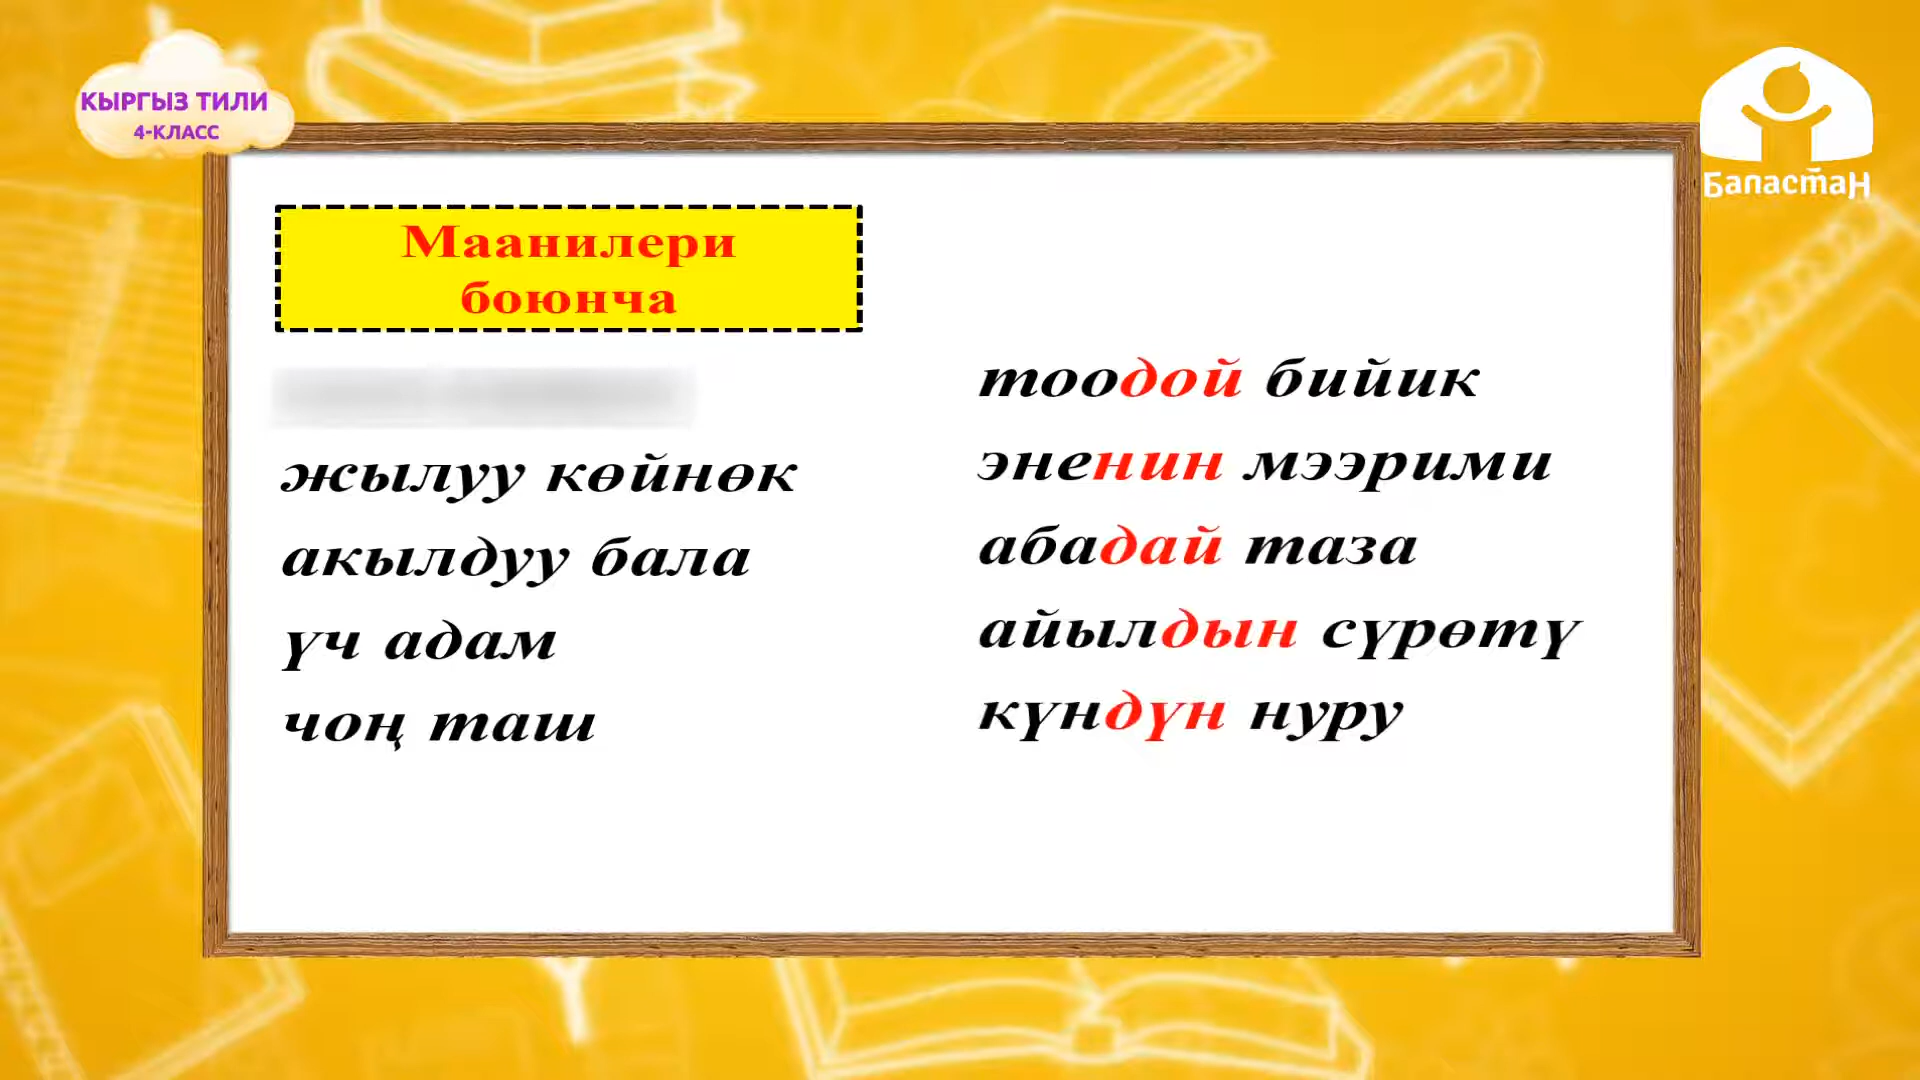 КЫРГЫЗ ТИЛИ
4-КЛАСС
Баластан
Маанилери
боюнча
жылуу көйнөк
акылдуу бала
үч адам
чоң таш
тоодой бийик
эненин мээрими
абадай таза
айылдын сүрөтү
күндүн нуру